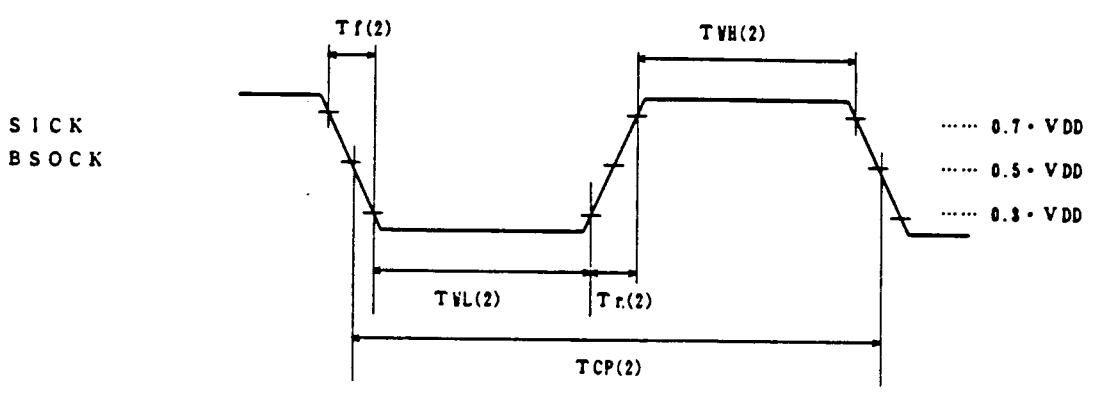 Tf(2)
TWH(2)
SICK
BSOCK
······ 0.7・VDD
······ 0.5・VDD
······ 0.3・VDD
TWL(2)
Tr.(2)
TCP(2)